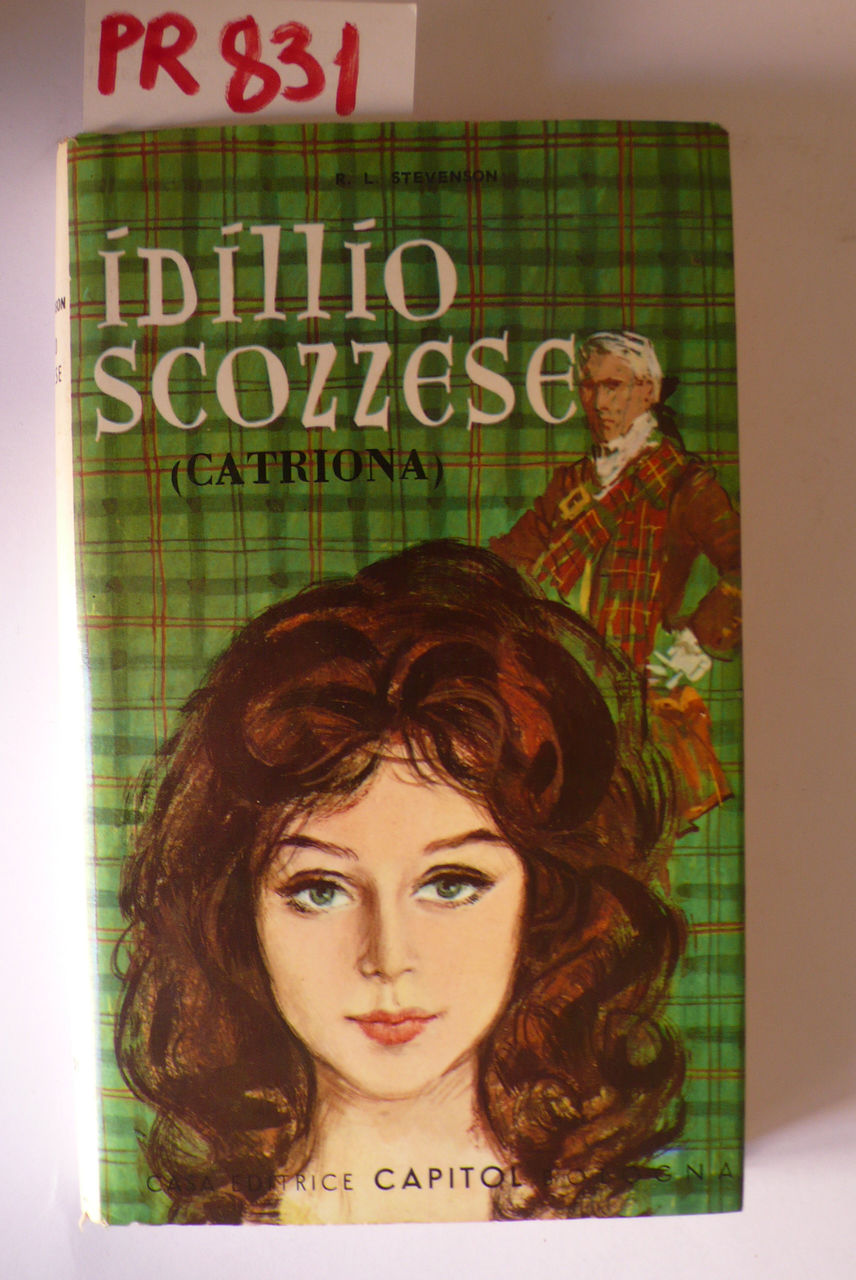 PR 831
R. L. STEVENSON
IDILLIO
SCOZZESE
(CATRIONA)
CASA EDITRICE CAPITOL BOLOGNA